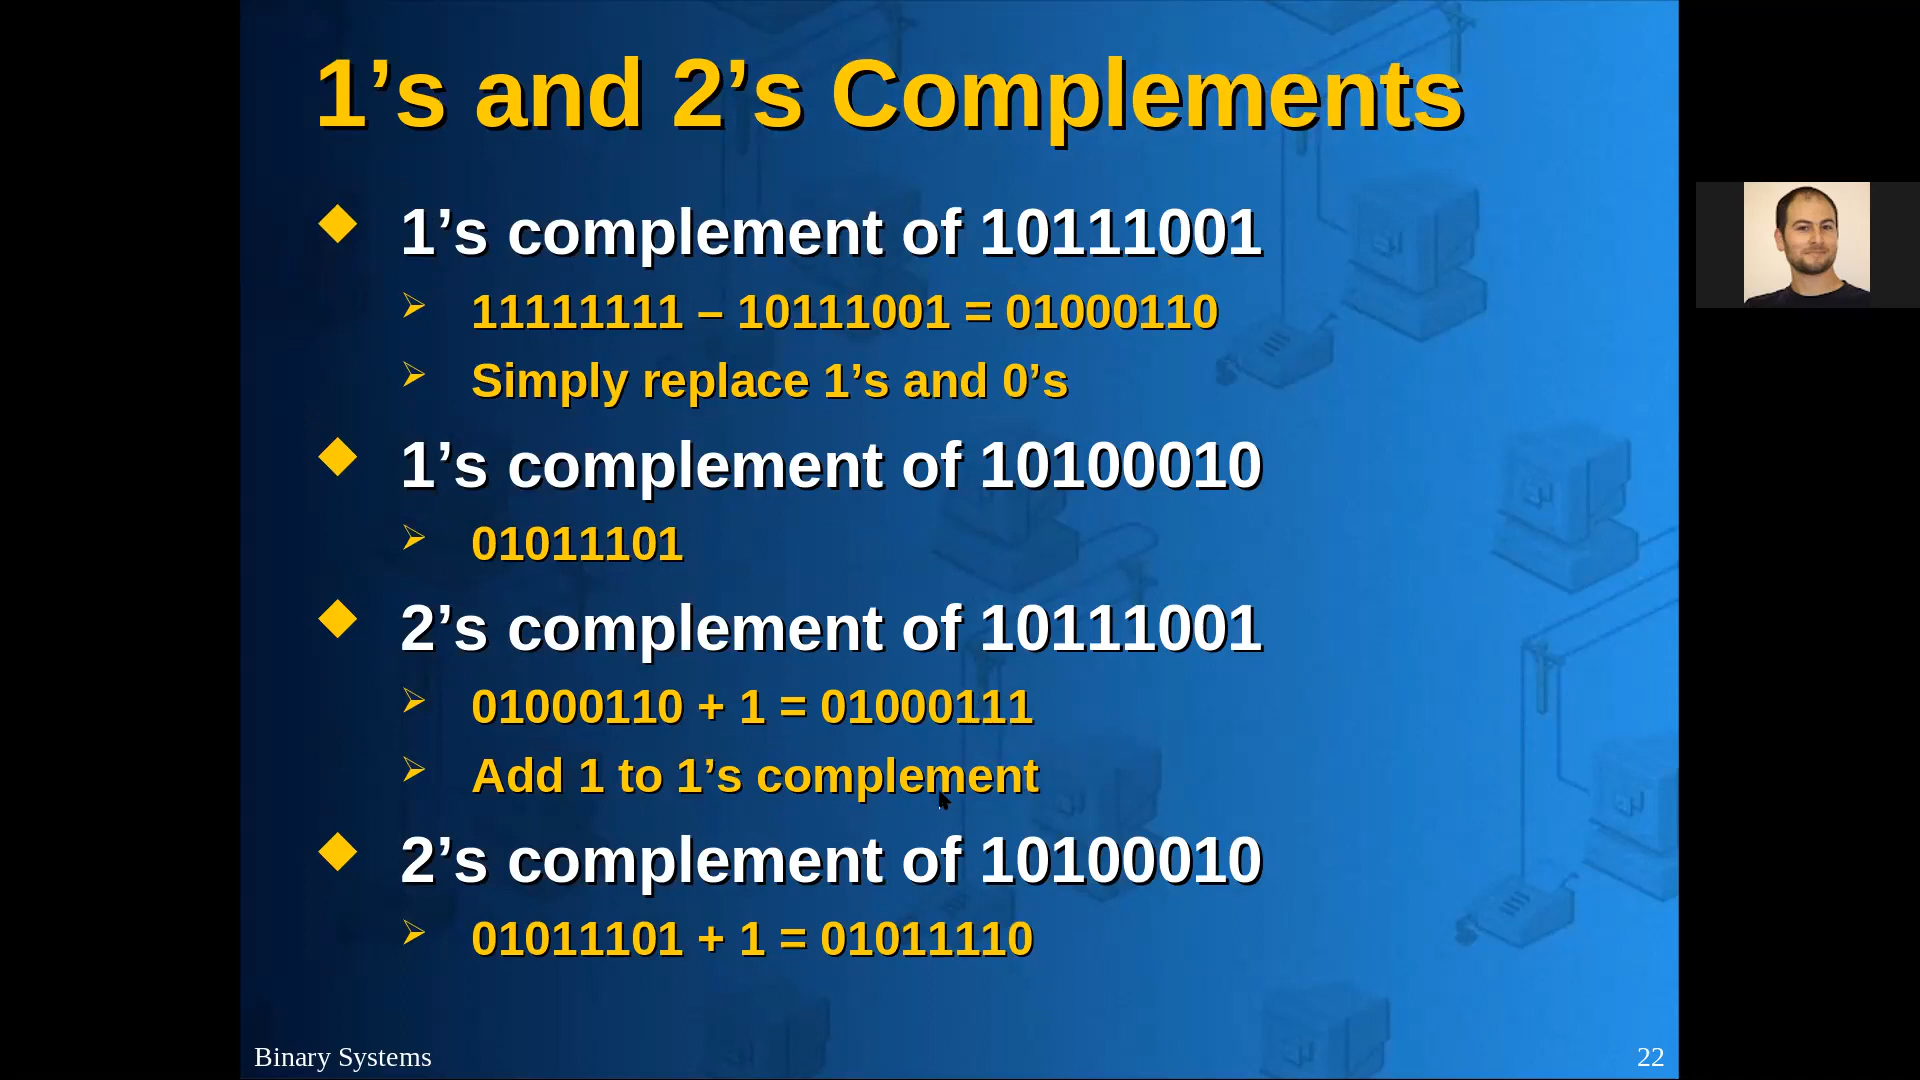 1’s and 2’s Complements
1’s complement of 10111001
11111111 – 10111001 = 01000110
Simply replace 1’s and 0’s
1’s complement of 10100010
01011101
2’s complement of 10111001
01000110 + 1 = 01000111
Add 1 to 1’s complement
2’s complement of 10100010
01011101 + 1 = 01011110
Binary Systems
22